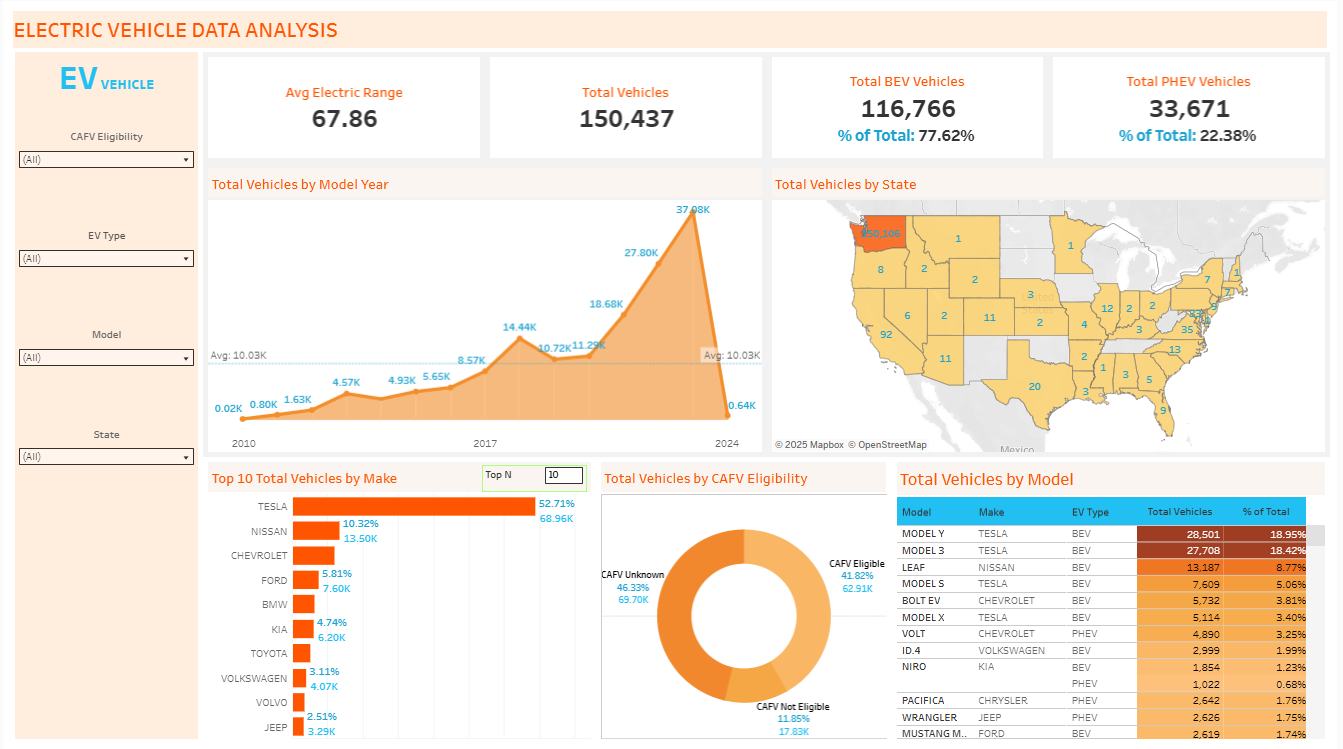 ELECTRIC VEHICLE DATA ANALYSIS
EV VEHICLE
CAFV Eligibility
(All)
EV Type
(All)
Model
(All)
State
(All)
Avg Electric Range
67.86
Total Vehicles
150,437
Total BEV Vehicles
116,766
% of Total: 77.62%
Total PHEV Vehicles
33,671
% of Total: 22.38%
Total Vehicles by Model Year
37.08K
27.80K
18.68K
14.44K
10.72K 11.29K
8.57K
Avg: 10.03K
Avg: 10.03K
4.57K
4.93K
5.65K
0.02K
0.80K
1.63K
0.64K
2010
2017
2024
Total Vehicles by State
1
1
8
2
2
7
1
7
3
9
6
2
11
2
12
2
2
92
4
3
35
11
2
13
20
1
3
5
3
9
Mexico
© 2025 Mapbox © OpenStreetMap
Top 10 Total Vehicles by Make
Top N
10
TESLA
52.71%
68.96K
NISSAN
10.32%
13.50K
CHEVROLET
FORD
5.81%
7.60K
BMW
KIA
4.74%
6.20K
TOYOTA
VOLKSWAGEN
3.11%
4.07K
VOLVO
JEEP
2.51%
3.29K
Total Vehicles by CAFV Eligibility
CAFV Unknown
46.33%
69.70K
CAFV Eligible
41.82%
62.91K
CAFV Not Eligible
11.85%
17.83K
Total Vehicles by Model
Model Make EV Type Total Vehicles % of Total
MODEL Y TESLA BEV 28,501 18.95%
MODEL 3 TESLA BEV 27,708 18.42%
LEAF NISSAN BEV 13,187 8.77%
MODEL S TESLA BEV 7,609 5.06%
BOLT EV CHEVROLET BEV 5,732 3.81%
MODEL X TESLA BEV 5,114 3.40%
VOLT CHEVROLET PHEV 4,890 3.25%
ID.4 VOLKSWAGEN BEV 2,999 1.99%
NIRO KIA BEV 1,854 1.23%
PHEV 1,022 0.68%
PACIFICA CHRYSLER PHEV 2,642 1.76%
WRANGLER JEEP PHEV 2,626 1.75%
MUSTANG M.. FORD BEV 2,619 1.74%